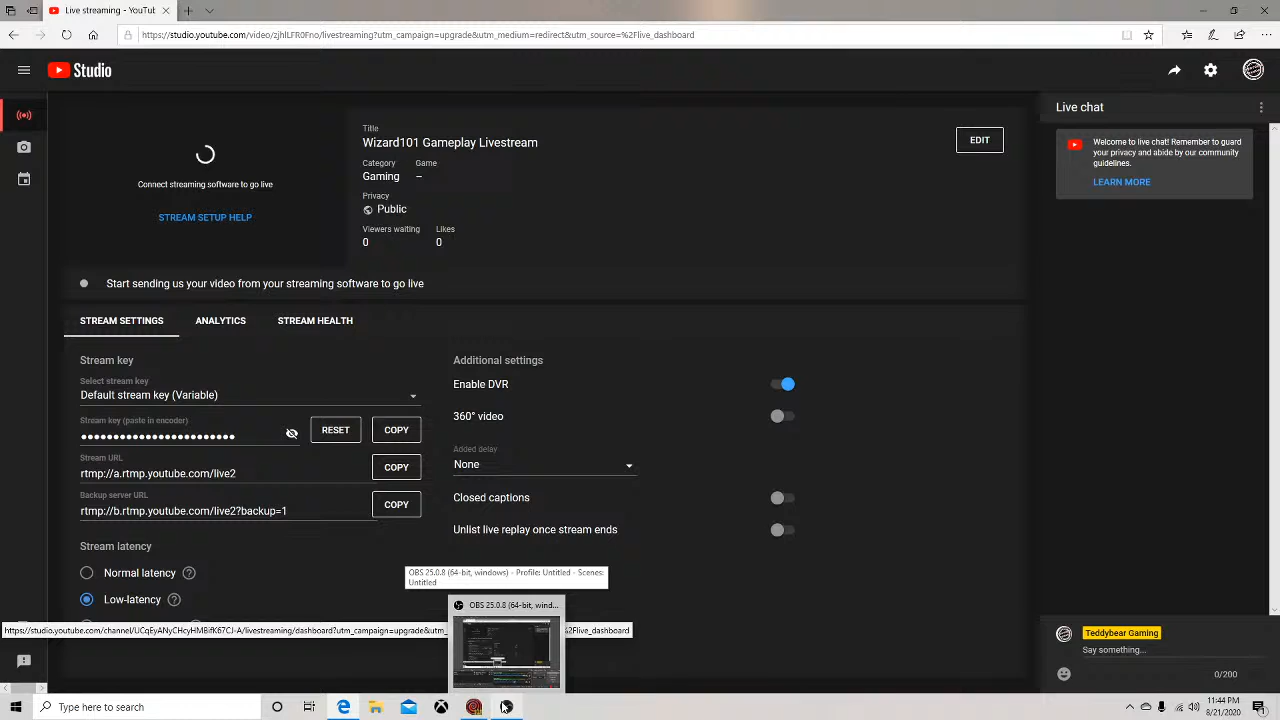 Live streaming - YouTu
https://studio.youtube.com/video/zjhlLFR0Fno/livestreaming?utm_campaign=upgrade&utm_medium=redirect&utm_source=%2Flive_dashboard
Studio
Connect streaming software to go live
STREAM SETUP HELP
Title
Wizard101 Gameplay Livestream
Category Game
Gaming –
Privacy
Public
Viewers waiting Likes
0 0
EDIT
Start sending us your video from your streaming software to go live
STREAM SETTINGS ANALYTICS STREAM HEALTH
Stream key
Select stream key
Default stream key (Variable)
Stream key (paste in encoder)
••••••••••••••••••••••••
RESET COPY
Stream URL
rtmp://a.rtmp.youtube.com/live2
COPY
Backup server URL
rtmp://b.rtmp.youtube.com/live2?backup=1
COPY
Stream latency
Normal latency
Low-latency
Additional settings
Enable DVR
360° video
Added delay
None
Closed captions
Unlist live replay once stream ends
OBS 25.0.8 (64-bit, windows) - Profile: Untitled - Scenes:
Untitled
OBS 25.0.8 (64-bit, wind...
Live chat
Welcome to live chat! Remember to guard
your privacy and abide by our community
guidelines.
LEARN MORE
Teddybear Gaming
Say something...
Type here to search
11:44 PM
8/21/2020